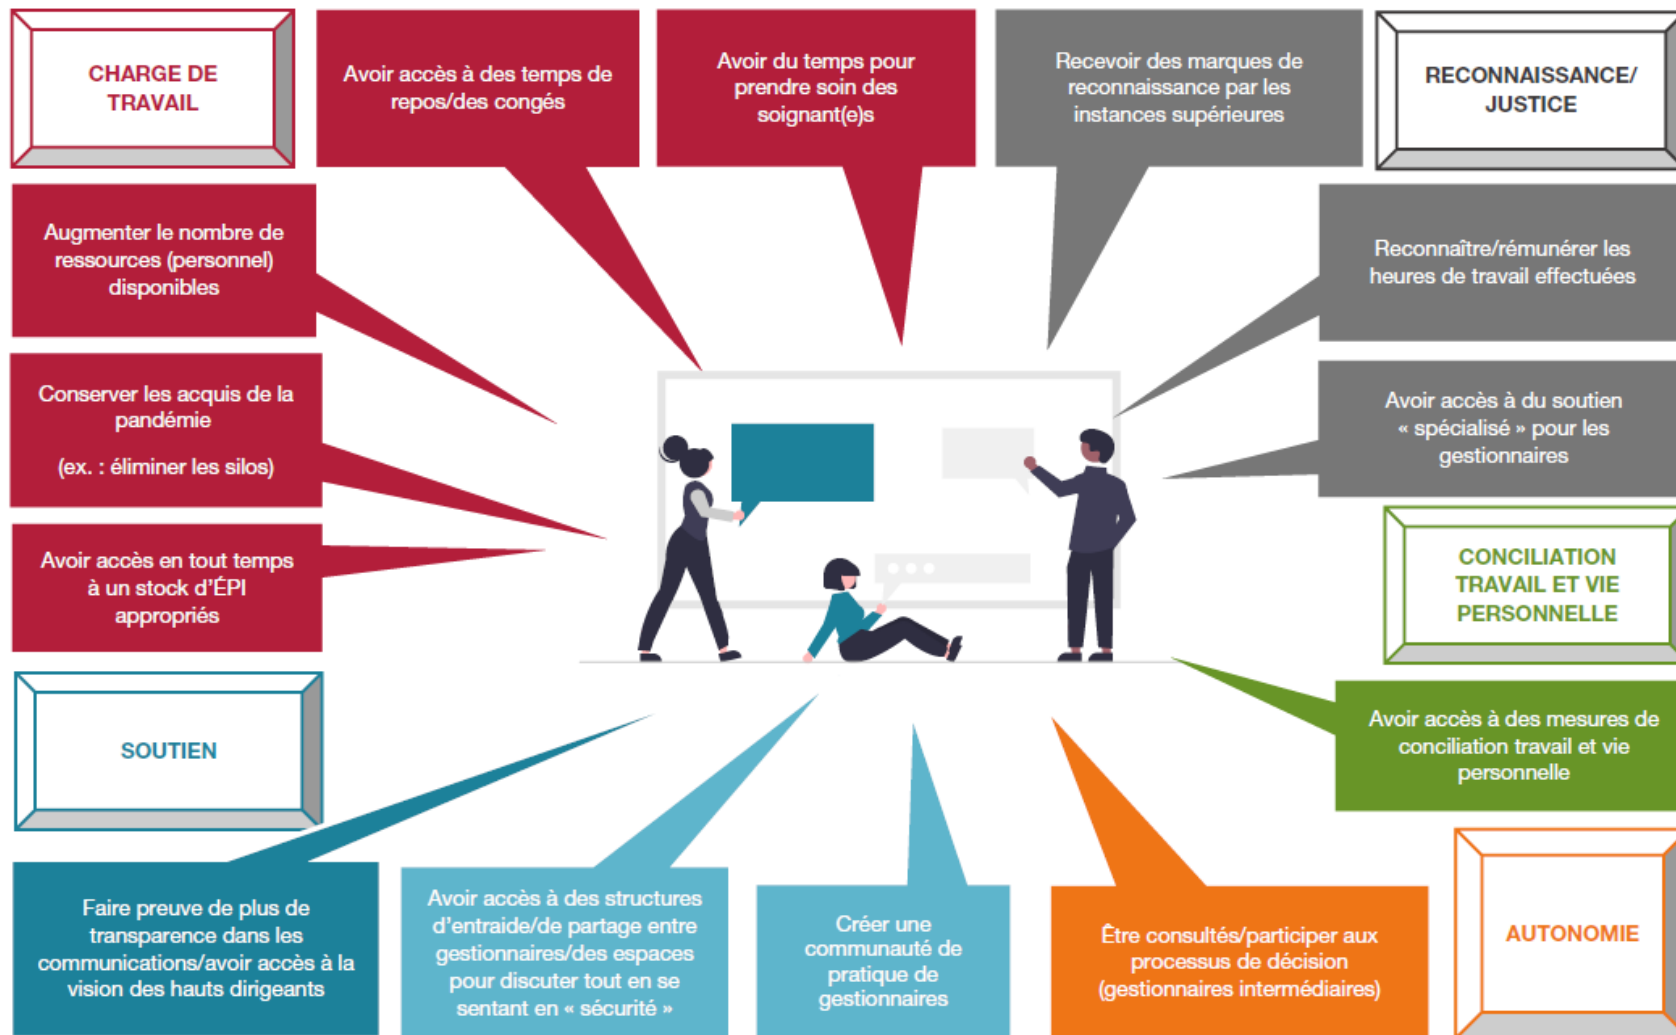 CHARGE DE
TRAVAIL
Avoir accès à des temps de
repos/des congés
Avoir du temps pour
prendre soin des
soignant(e)s
Recevoir des marques de
reconnaissance par les
instances supérieures
RECONNAISSANCE/
JUSTICE
Augmenter le nombre de
ressources (personnel)
disponibles
Reconnaître/rémunérer les
heures de travail effectuées
Conserver les acquis de la
pandémie
(ex. : éliminer les silos)
Avoir accès à du soutien
« spécialisé » pour les
gestionnaires
Avoir accès en tout temps
à un stock d'ÉPI
appropriés
CONCILIATION
TRAVAIL ET VIE
PERSONNELLE
SOUTIEN
Avoir accès à des mesures de
conciliation travail et vie
personnelle
Faire preuve de plus de
transparence dans les
communications/avoir accès à la
vision des hauts dirigeants
Avoir accès à des structures
d'entraide/de partage entre
gestionnaires/des espaces
pour discuter tout en se
sentant en « sécurité »
Créer une
communauté de
pratique de
gestionnaires
Être consultés/participer aux
processus de décision
(gestionnaires intermédiaires)
AUTONOMIE